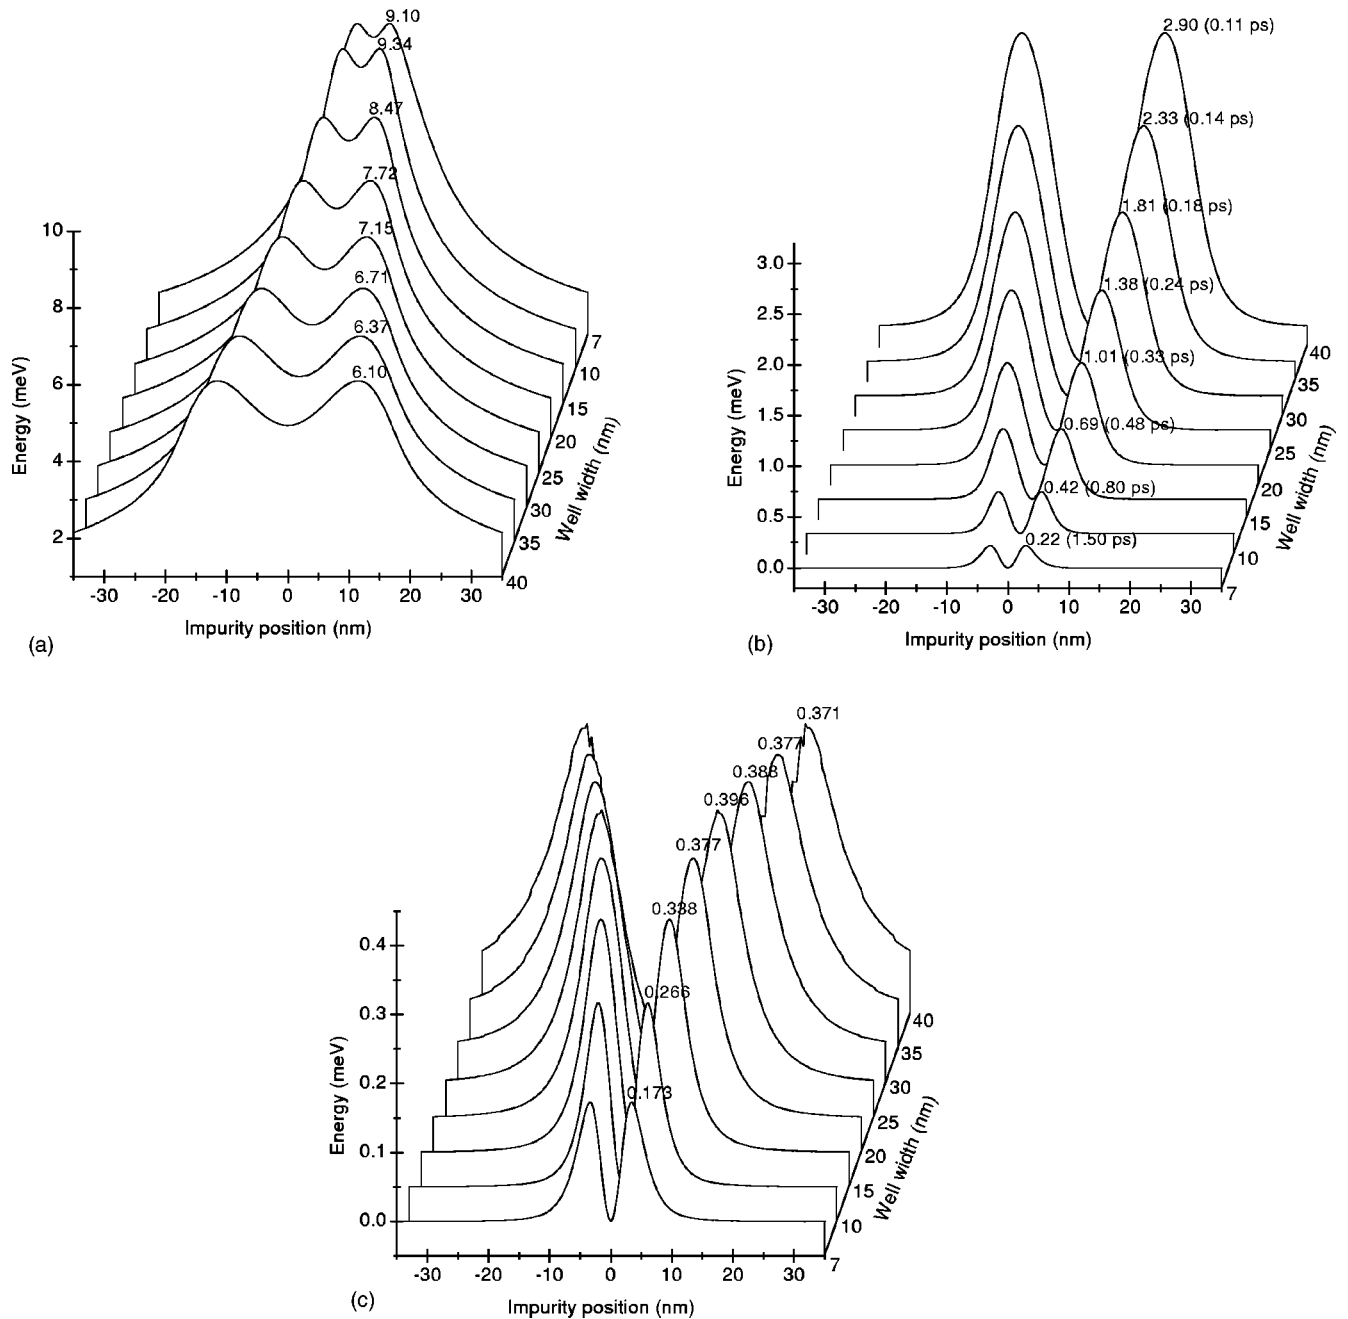 9.10
9.34
8.47
7.72
7.15
6.71
6.37
6.10
10
8
6
4
2
Energy (meV)
-30 -20 -10 0 10 20 30
Impurity position (nm)
7
10
15
20
25
30
35
40
Well width (nm)
(a)
2.90 (0.11 ps)
2.33 (0.14 ps)
1.81 (0.18 ps)
1.38 (0.24 ps)
1.01 (0.33 ps)
0.69 (0.48 ps)
0.42 (0.80 ps)
0.22 (1.50 ps)
3.0
2.5
2.0
1.5
1.0
0.5
0.0
Energy (meV)
-30 -20 -10 0 10 20 30
Impurity position (nm)
40
35
30
25
20
15
10
7
Well width (nm)
(b)
0.371
0.377
0.388
0.396
0.377
0.338
0.266
0.173
0.4
0.3
0.2
0.1
0.0
Energy (meV)
-30 -20 -10 0 10 20 30
Impurity position (nm)
40
35
30
25
20
15
10
7
Well width (nm)
(c)